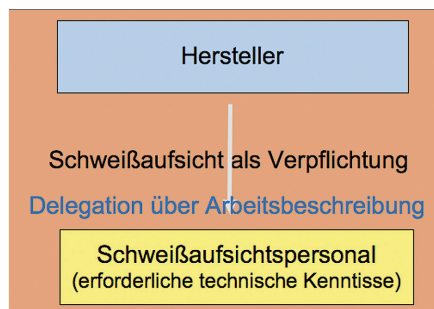 Hersteller
Schweißaufsicht als Verpflichtung
Delegation über Arbeitsbeschreibung
Schweißaufsichtspersonal
(erforderliche technische Kenntisse)